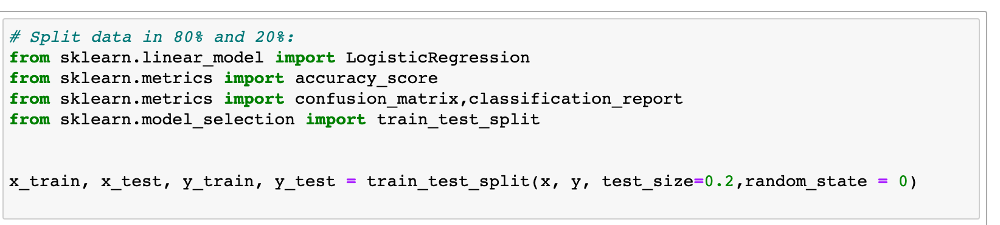 # Split data in 80% and 20%:
from sklearn.linear_model import LogisticRegression
from sklearn.metrics import accuracy_score
from sklearn.metrics import confusion_matrix,classification_report
from sklearn.model_selection import train_test_split
x_train, x_test, y_train, y_test = train_test_split(x, y, test_size=0.2,random_state = 0)